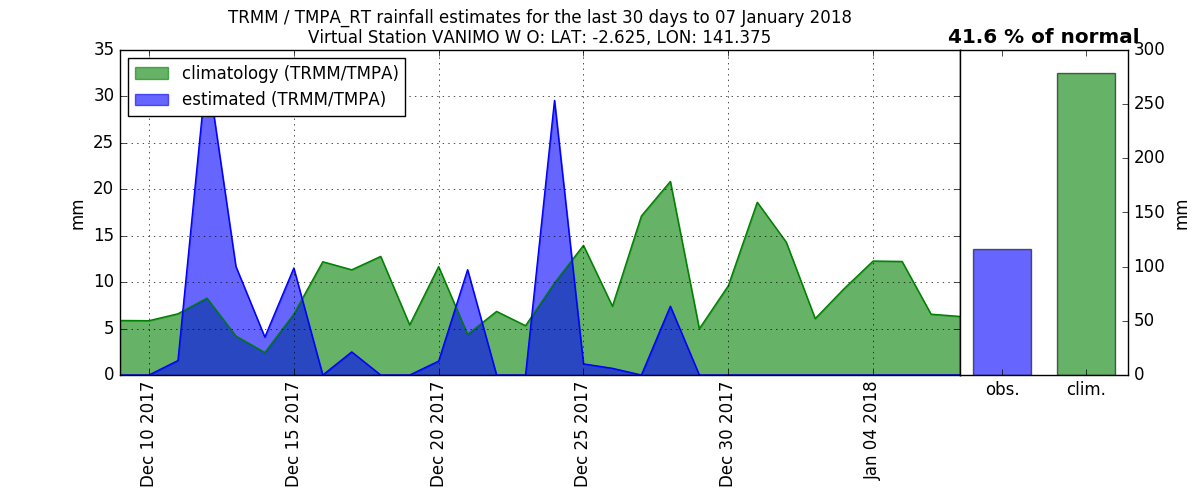 TRMM / TMPA_RT rainfall estimates for the last 30 days to 07 January 2018
Virtual Station VANIMO W O: LAT: -2.625, LON: 141.375
41.6 % of normal
climatology (TRMM/TMPA)
estimated (TRMM/TMPA)
35
30
25
20
15
10
5
0
mm
Dec 10 2017
Dec 15 2017
Dec 20 2017
Dec 25 2017
Dec 30 2017
Jan 04 2018
300
250
200
150
100
50
0
mm
obs.
clim.